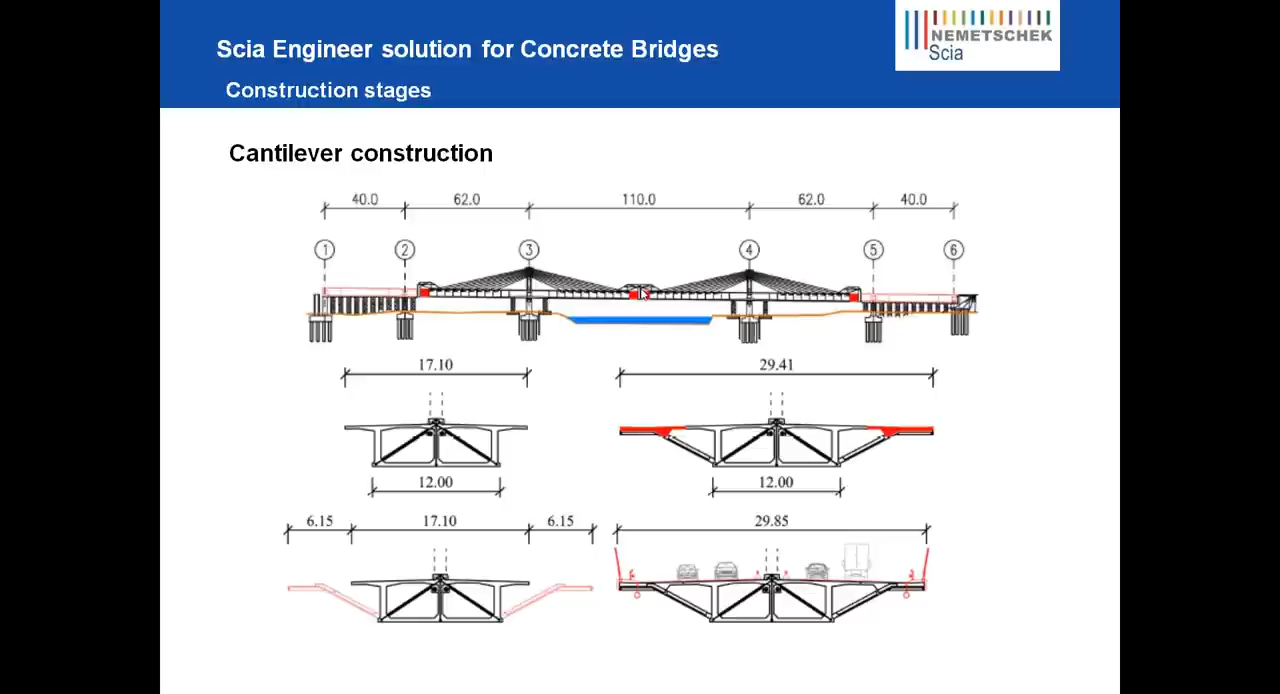 Scia Engineer solution for Concrete Bridges
NEMETSCHEK
Scia
Construction stages
Cantilever construction
40.0 62.0 110.0 62.0 40.0
1 2 3 4 5 6
17.10 29.41
12.00 12.00
6.15 17.10 6.15 29.85